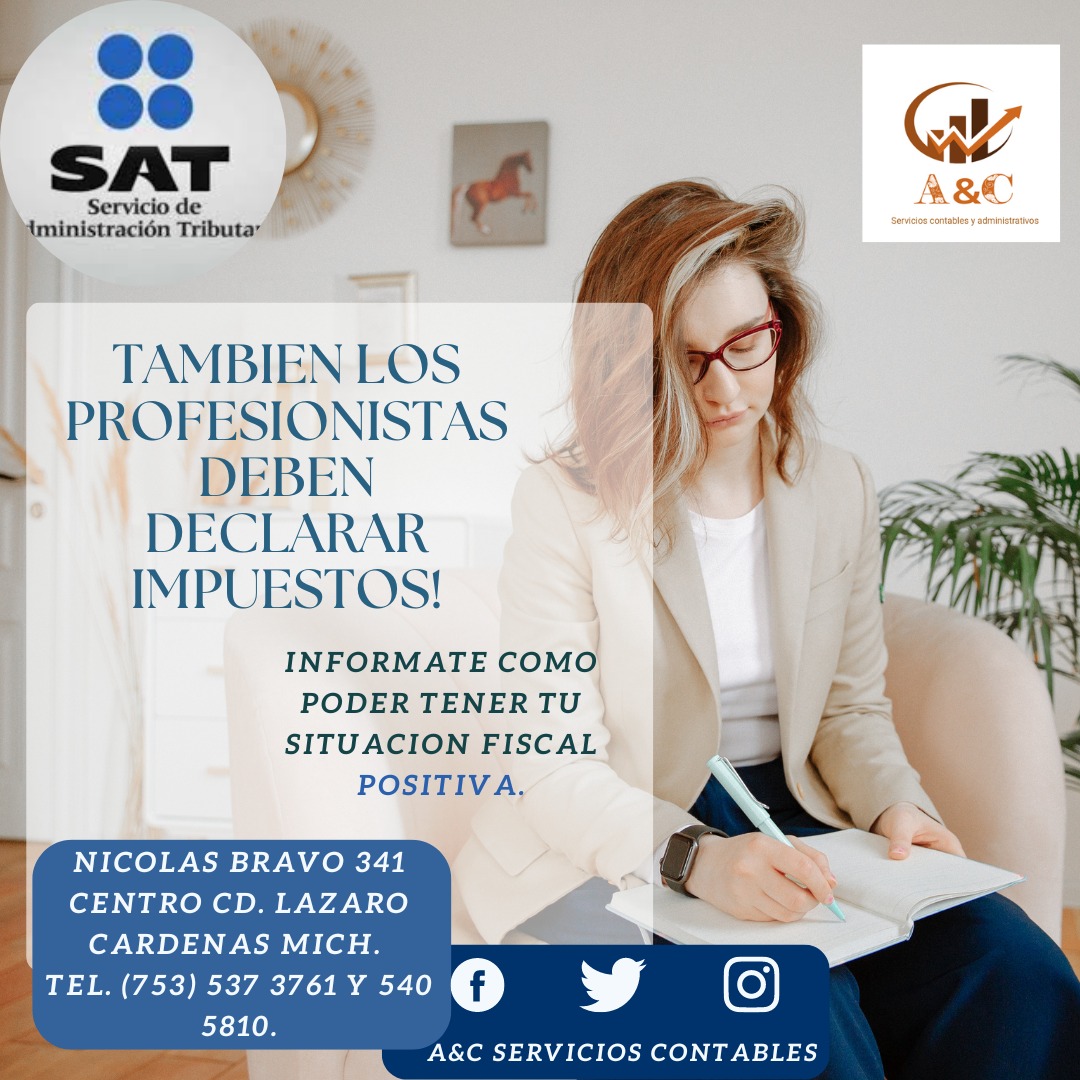 SAT
Servicio de
dministración Tributar
A&C
Servicios contables y administrativos
TAMBIEN LOS
PROFESIONISTAS
DEBEN
DECLARAR
IMPUESTOS!
INFORMATE COMO
PODER TENER TU
SITUACION FISCAL
POSITIVA.
NICOLAS BRAVO 341
CENTRO CD. LAZARO
CARDENAS MICH.
TEL. (753) 537 3761 Y 540
5810.
A&C SERVICIOS CONTABLES